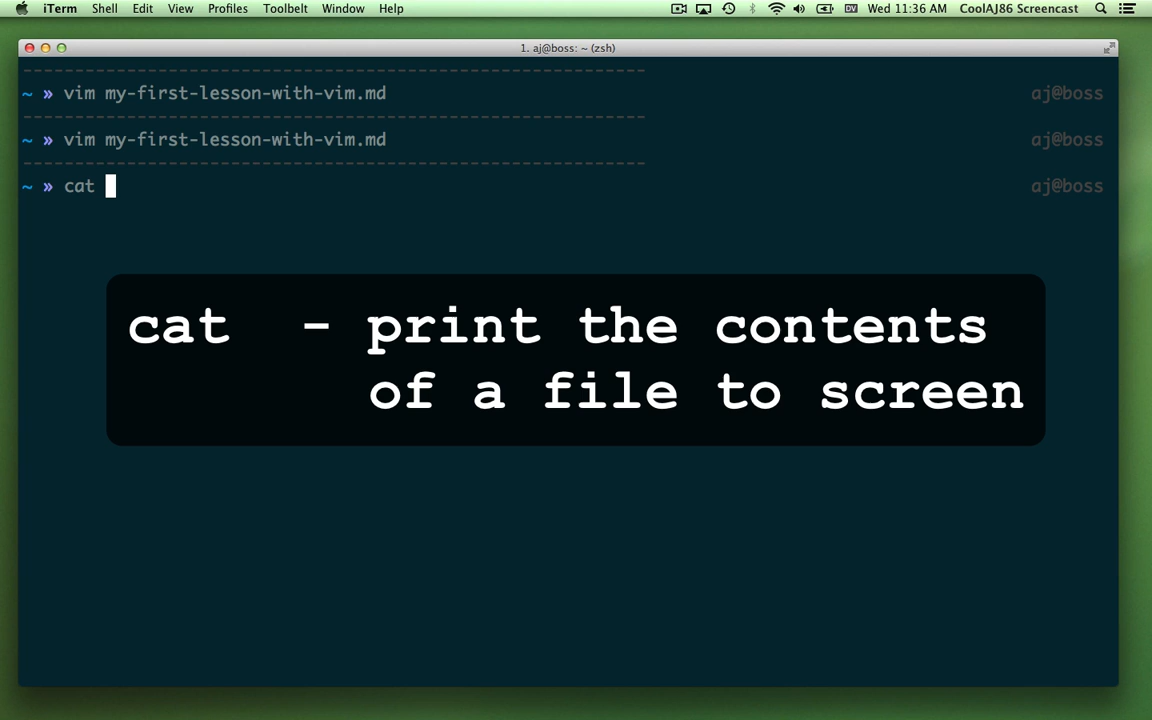 iTerm Shell Edit View Profiles Toolbelt Window Help Wed 11:36 AM CoolAJ86 Screencast
1. aj@boss: ~ (zsh)
------------------------------------------------------------
~ » vim my-first-lesson-with-vim.md aj@boss
------------------------------------------------------------
~ » vim my-first-lesson-with-vim.md aj@boss
------------------------------------------------------------
~ » cat aj@boss
cat - print the contents
of a file to screen